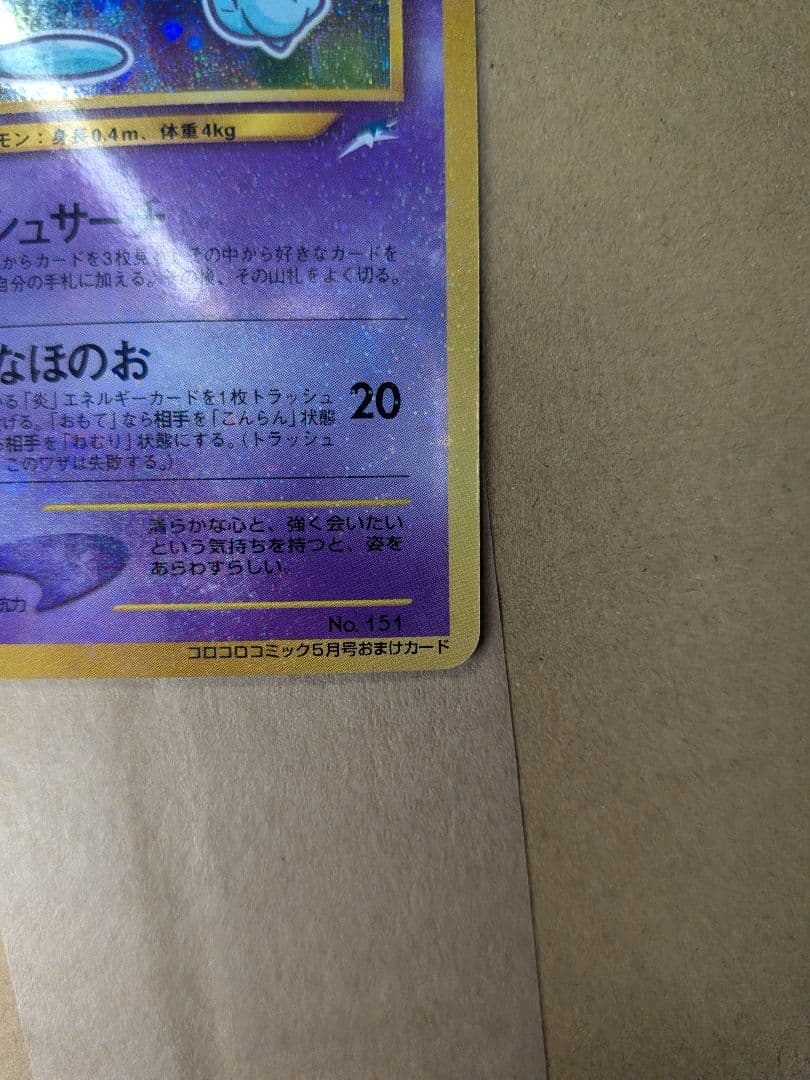 モン：身長0.4m、体重4kg
シュサーチ
からカードを3枚見て、その中から好きなカードを
自分の手札に加える。その後、その山札をよく切る。
なほのお
20
いる「炎」エネルギーカードを1枚トラッシュ
げる。「おもて」なら相手を「こんらん」状態
相手を「ねむり」状態にする。（トラッシュ
このワザは失敗する。）
清らかな心と、強く会いたい
という気持ちを持つと、姿を
あらわすらしい。
抗力
No. 151
コロコロコミック5月号おまけカード